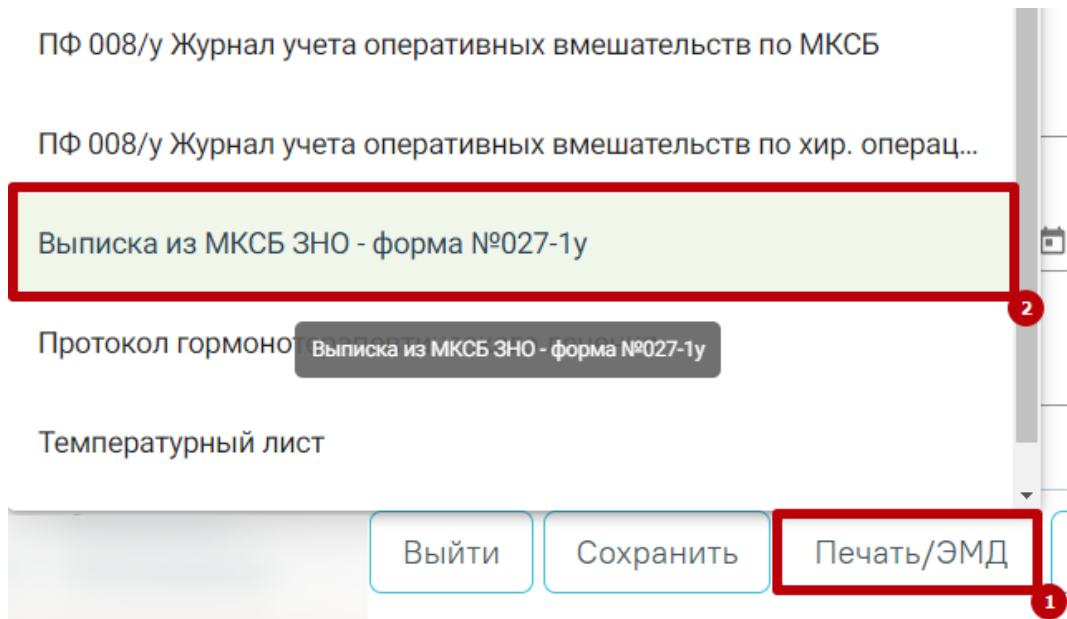 ПФ 008/у Журнал учета оперативных вмешательств по МКСБ
ПФ 008/у Журнал учета оперативных вмешательств по хир. операц...
Выписка из МКСБ ЗНО - форма №027-1у
2
Протокол
Выписка из МКСБ ЗНО - форма №027-1у
Температурный лист
Выйти
Сохранить
Печать/ЭМД
1